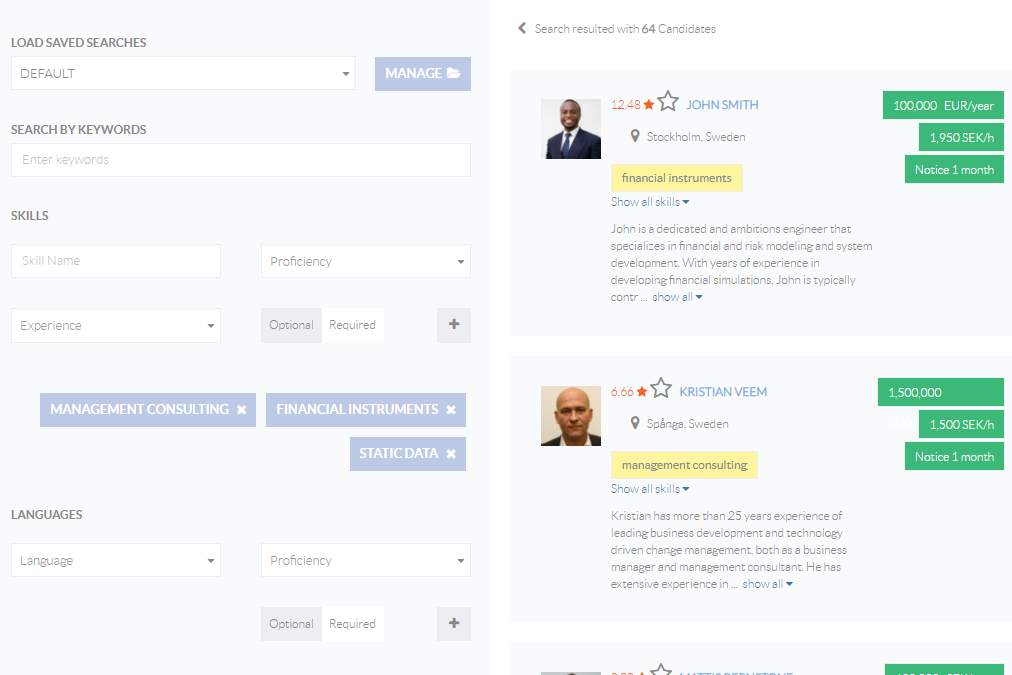 LOAD SAVED SEARCHES
DEFAULT
MANAGE
SEARCH BY KEYWORDS
Enter keywords
SKILLS
Skill Name
Proficiency
Experience
Optional Required
MANAGEMENT CONSULTING
FINANCIAL INSTRUMENTS
STATIC DATA
LANGUAGES
Language
Proficiency
Optional Required
Search resulted with 64 Candidates
12.48 JOHN SMITH
Stockholm, Sweden
financial instruments
Show all skills
John is a dedicated and ambitions engineer that
specializes in financial and risk modeling and system
development. With years of experience in
developing financial simulations, John is typically
contr ... show all
100,000 EUR/year
1,950 SEK/h
Notice 1 month
6.66 KRISTIAN VEEM
Spånga, Sweden
management consulting
Show all skills
Kristian has more than 25 years experience of
leading business development and technology
driven change management, both as a business
manager and management consultant. He has
extensive experience in ... show all
1,500,000
1,500 SEK/h
Notice 1 month